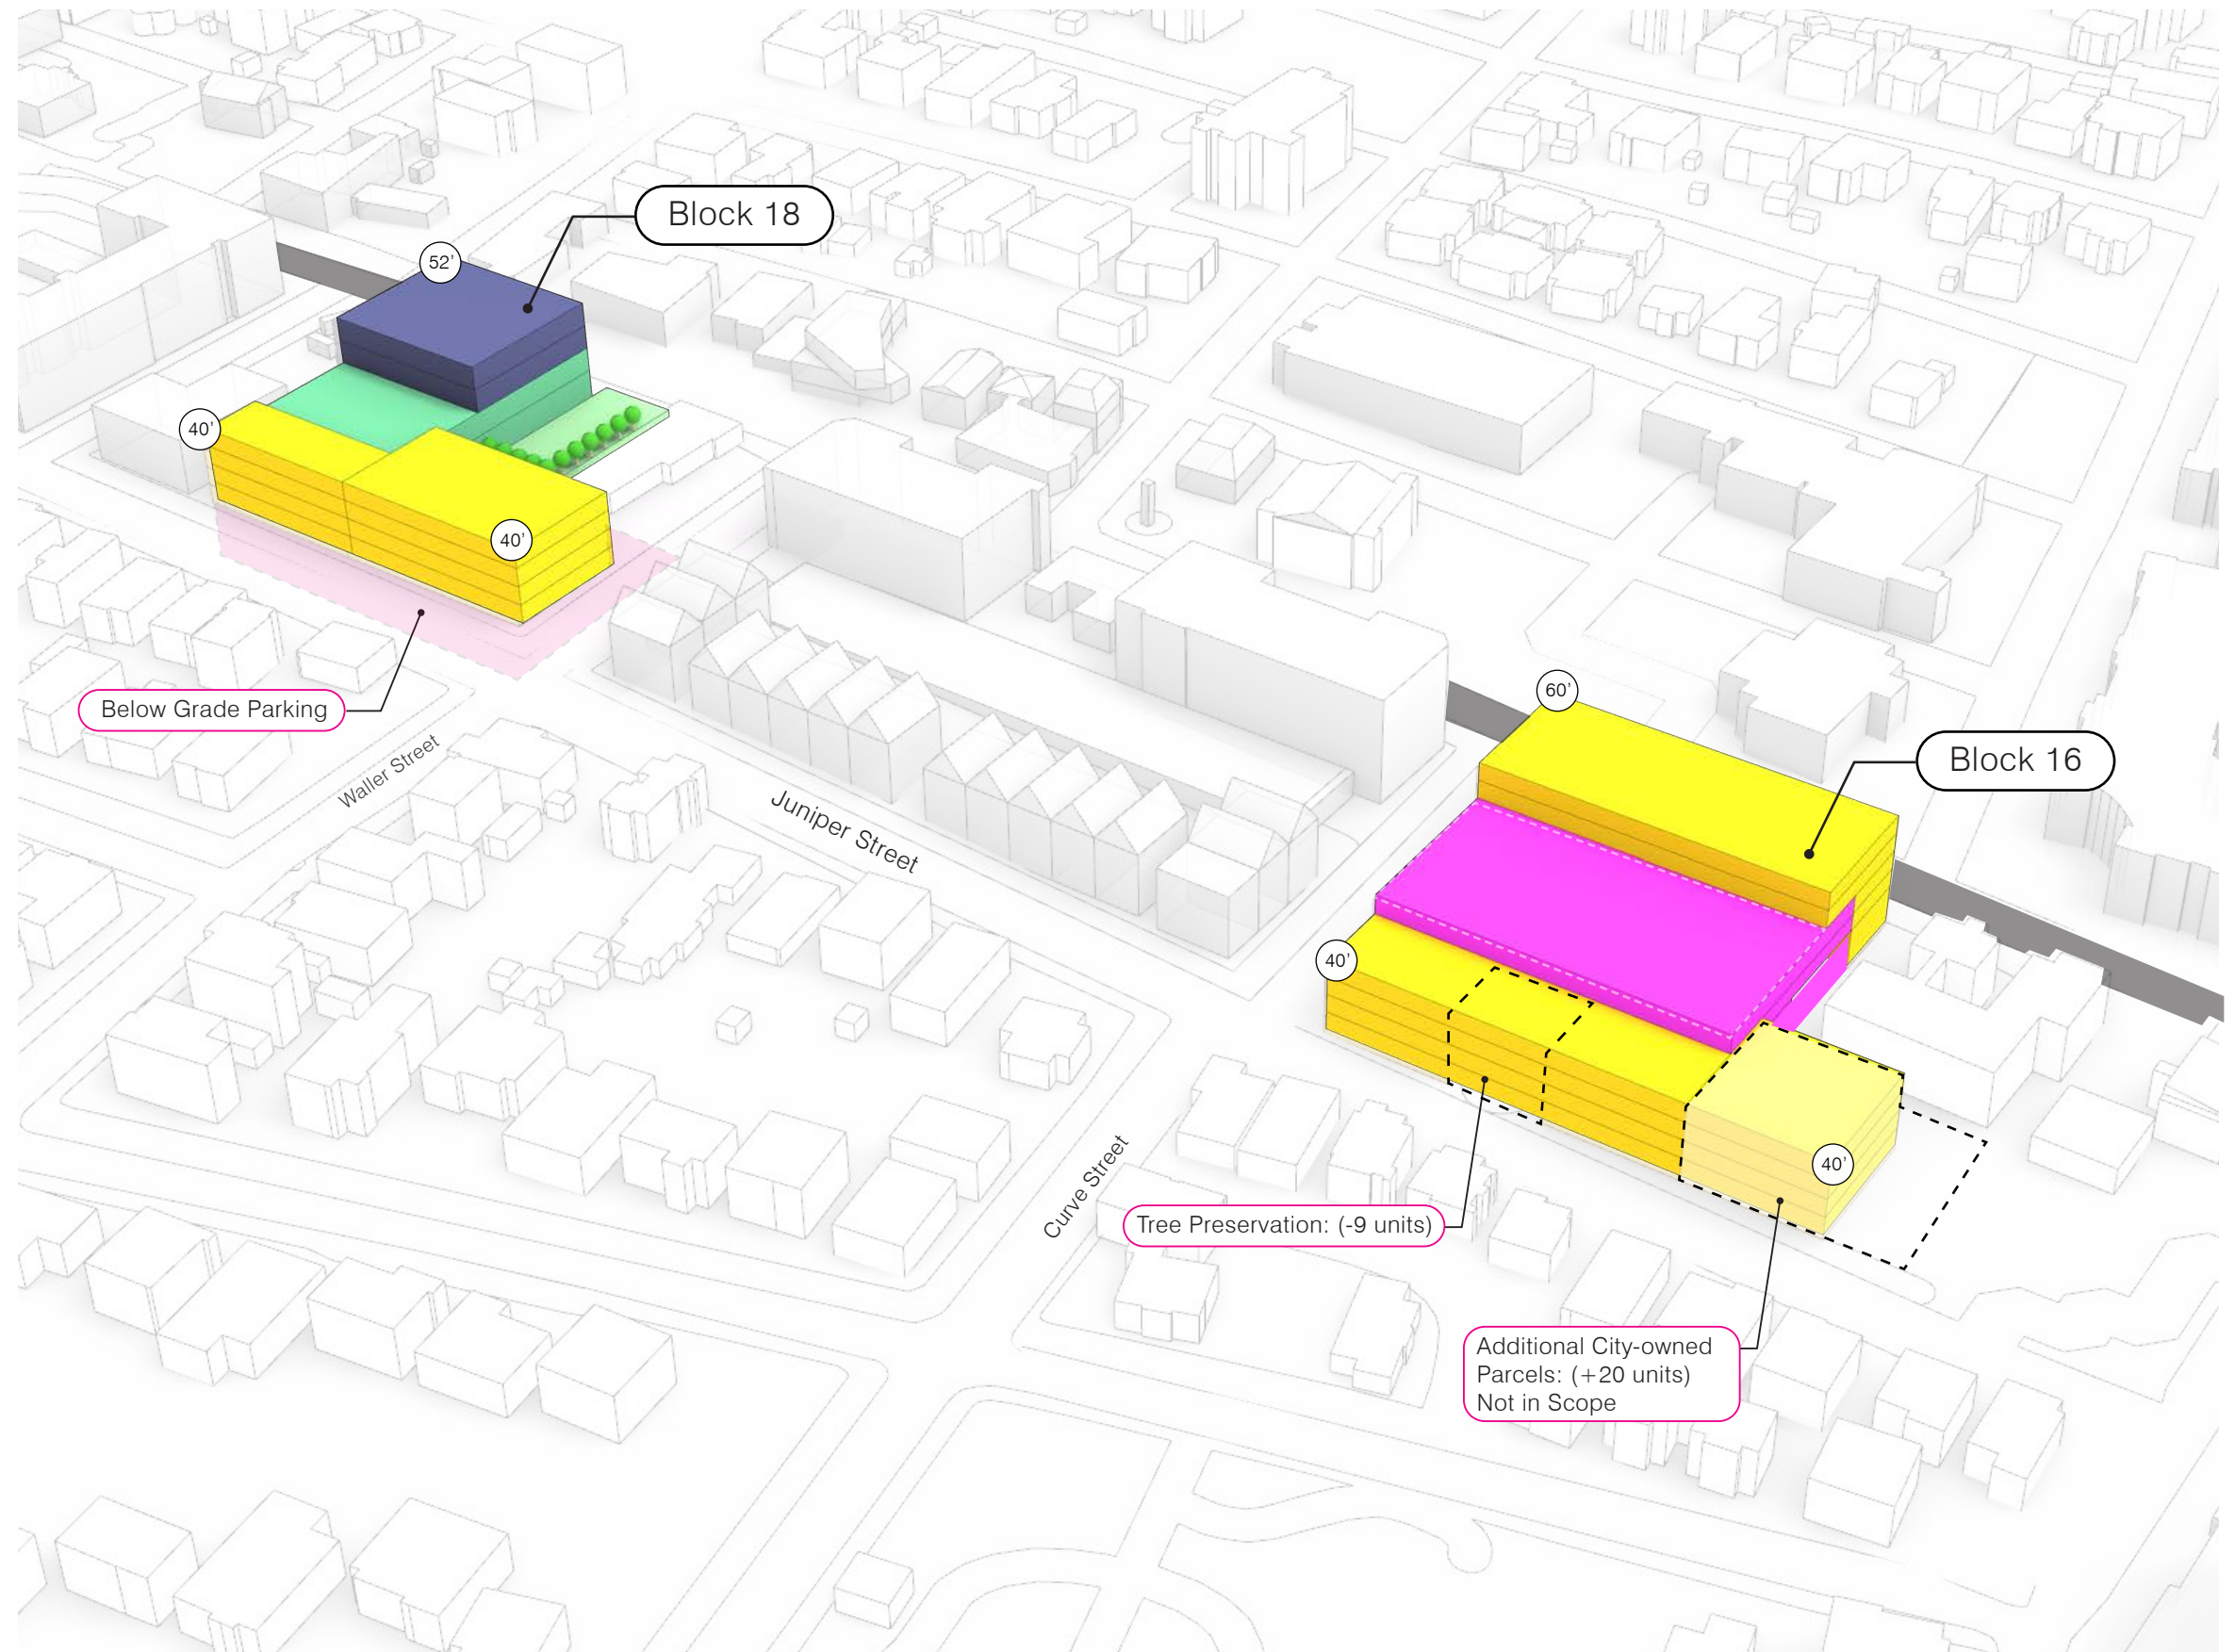 Block 18
52’
40’
40’
Below Grade Parking
Waller Street
Juniper Street
60’
Block 16
40’
Curve Street
40’
Tree Preservation: (-9 units)
Additional City-owned
Parcels: (+20 units)
Not in Scope